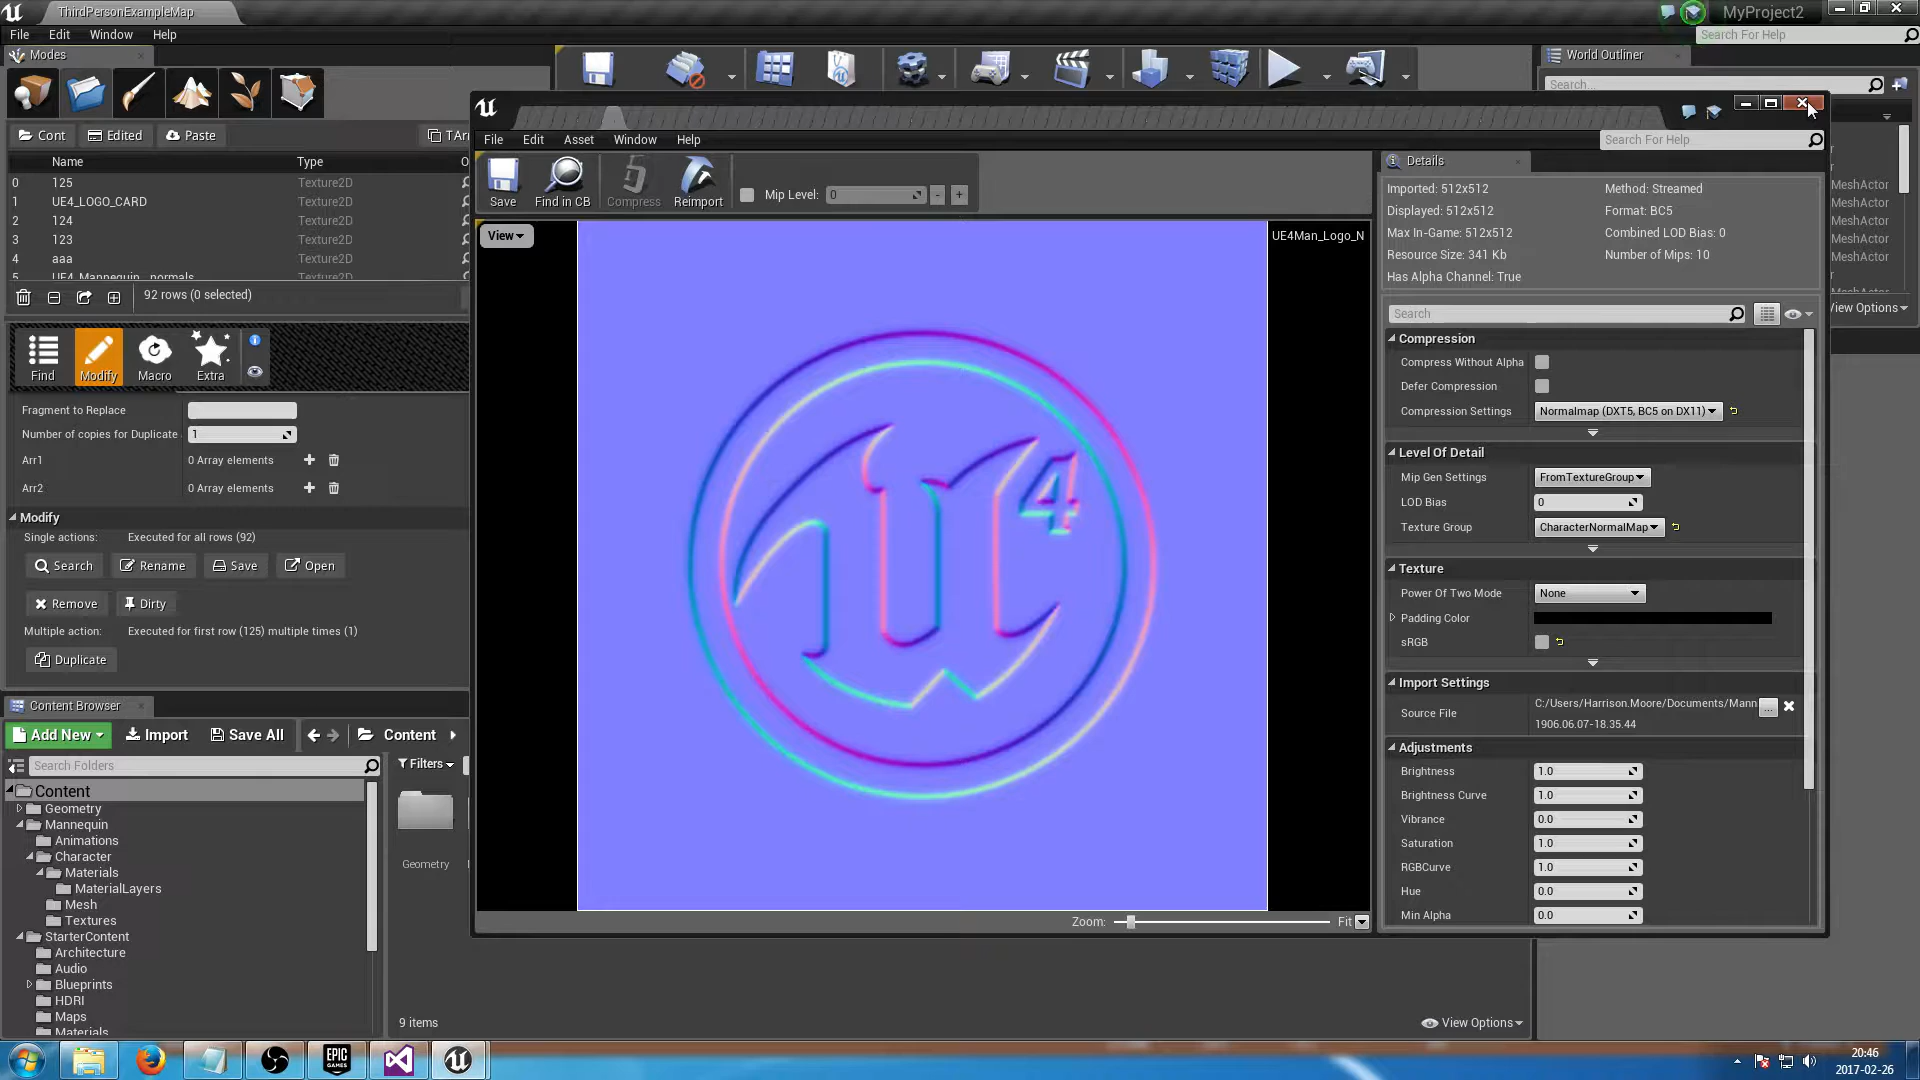 ThirdPersonExampleMap
MyProject2
File Edit Window Help
Search For Help
Modes
World Outliner
Search...
Cont Edited Paste
Name Type
0 125 Texture2D
1 UE4_LOGO_CARD Texture2D
2 124 Texture2D
3 123 Texture2D
4 aaa Texture2D
5 UE4_Mannequin__normals Texture2D
92 rows (0 selected)
Find Modify Macro Extra
Fragment to Replace
Number of copies for Duplicate 1
Arr1 0 Array elements
Arr2 0 Array elements
Modify
Single actions: Executed for all rows (92)
Search Rename Save Open
Remove Dirty
Multiple action: Executed for first row (125) multiple times (1)
Duplicate
Content Browser
Add New Import Save All Content
Search Folders
Filters
Content
Geometry
Mannequin
Animations
Character
Materials
MaterialLayers
Mesh
Textures
StarterContent
Architecture
Audio
Blueprints
HDRI
Maps
Materials
Geometry
9 items
View Options
File Edit Asset Window Help
Search For Help
Save Find in CB Compress Reimport
Mip Level: 0
View
UE4Man_Logo_N
4
Zoom: Fit
Details
Imported: 512x512 Method: Streamed
Displayed: 512x512 Format: BC5
Max In-Game: 512x512 Combined LOD Bias: 0
Resource Size: 341 Kb Number of Mips: 10
Has Alpha Channel: True
Search
Compression
Compress Without Alpha
Defer Compression
Compression Settings Normalmap (DXT5, BC5 on DX11)
Level Of Detail
Mip Gen Settings FromTextureGroup
LOD Bias 0
Texture Group CharacterNormalMap
Texture
Power Of Two Mode None
Padding Color
sRGB
Import Settings
Source File C:/Users/Harrison.Moore/Documents/Mann
...
1906.06.07-18.35.44
Adjustments
Brightness 1.0
Brightness Curve 1.0
Vibrance 0.0
Saturation 1.0
RGBCurve 1.0
Hue 0.0
Min Alpha 0.0
MeshActor
MeshActor
MeshActor
MeshActor
MeshActor
View Options
EPIC GAMES
20:46
2017-02-26